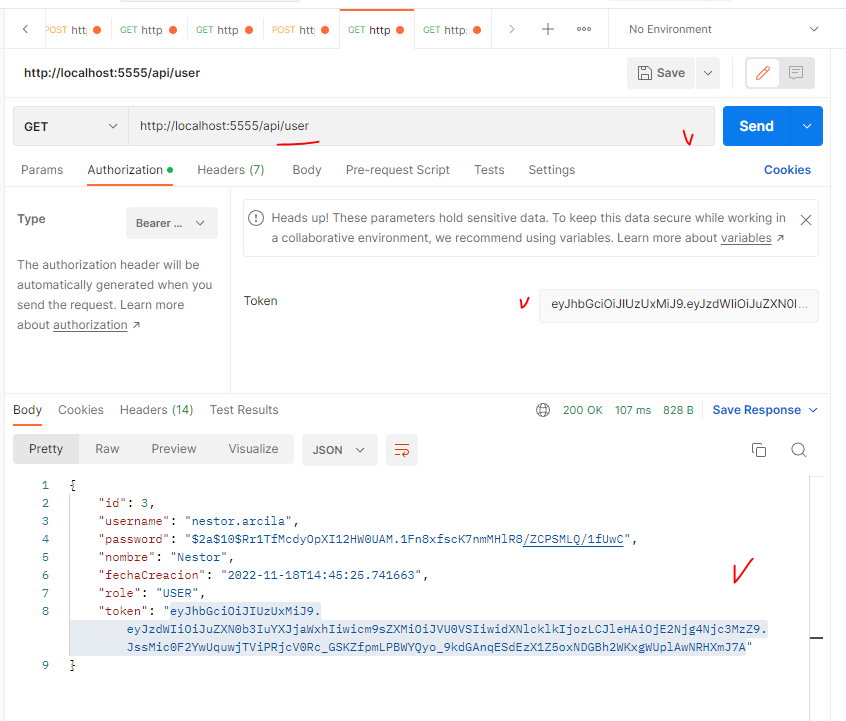 POST htt
GET http
GET http
POST http
GET http
GET http:
No Environment
http://localhost:5555/api/user
Save
GET
http://localhost:5555/api/user
Send
Params
Authorization
Headers (7)
Body
Pre-request Script
Tests
Settings
Cookies
Type
Bearer ...
The authorization header will be
automatically generated when you
send the request. Learn more
about authorization ↗
Heads up! These parameters hold sensitive data. To keep this data secure while working in
a collaborative environment, we recommend using variables. Learn more about variables ↗
Token
eyJhbGciOiJIUzUxMiJ9.eyJzdWIiOiJuZXN0I...
Body
Cookies
Headers (14)
Test Results
200 OK
107 ms
828 B
Save Response
Pretty
Raw
Preview
Visualize
JSON
1 {
2 "id": 3,
3 "username": "nestor.arcila",
4 "password": "$2a$10$Rr1TfMcdyOpXI12HW0UAM.1Fn8xfscK7nmMHlR8/ZCPSMLQ/1fUwC",
5 "nombre": "Nestor",
6 "fechaCreacion": "2022-11-18T14:45:25.741663",
7 "role": "USER",
8 "token": "eyJhbGciOiJIUzUxMiJ9.
eyJzdWIiOiJuZXN0b3IuYXJjaWxhIiwicm9sZXMiOiJVU0VSIiwidXNlcklkIjozLCJleHAiOjE2Njg4Njc3MzZ9.
JssMic0F2YwUquwjTViPRjcV0Rc_GSKZfpmLPBWYQyo_9kdGAnqESdEzX1Z5oxNDGBh2WKxgWUplAwNRHXmJ7A"
9 }